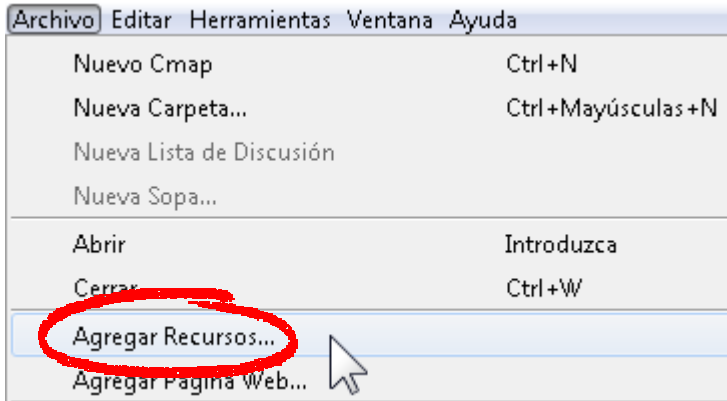 Archivo Editar Herramientas Ventana Ayuda
Nuevo Cmap Ctrl+N
Nueva Carpeta... Ctrl+Mayúsculas+N
Nueva Lista de Discusión
Nueva Sopa...
Abrir Introduzca
Cerrar Ctrl+W
Agregar Recursos...
Agregar Página Web...